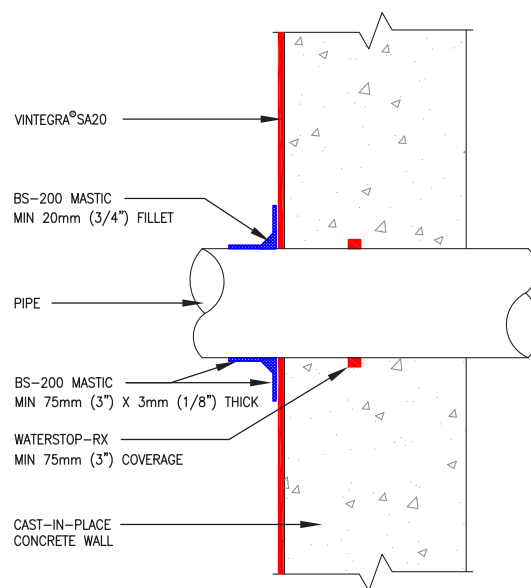 VINTEGRA® SA20
BS-200 MASTIC
MIN 20mm (3/4") FILLET
PIPE
BS-200 MASTIC
MIN 75mm (3") X 3mm (1/8") THICK
WATERSTOP-RX
MIN 75mm (3") COVERAGE
CAST-IN-PLACE
CONCRETE WALL